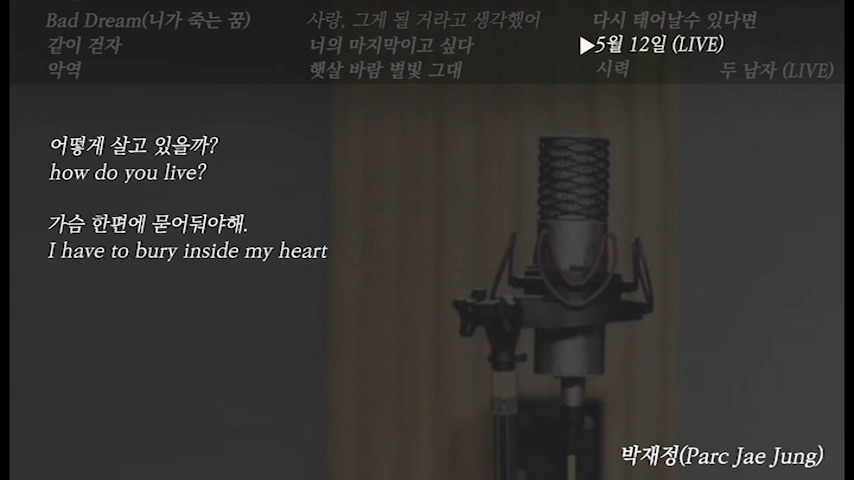 Bad Dream(니가 죽는 꿈)
사랑, 그게 될 거라고 생각했어
다시 태어날수 있다면
같이 걷자
너의 마지막이고 싶다
▶5월 12일 (LIVE)
악역
햇살 바람 별빛 그대
시력
두 남자 (LIVE)
어떻게 살고 있을까?
how do you live?
가슴 한편에 묻어둬야해.
I have to bury inside my heart
박재정(Parc Jae Jung)